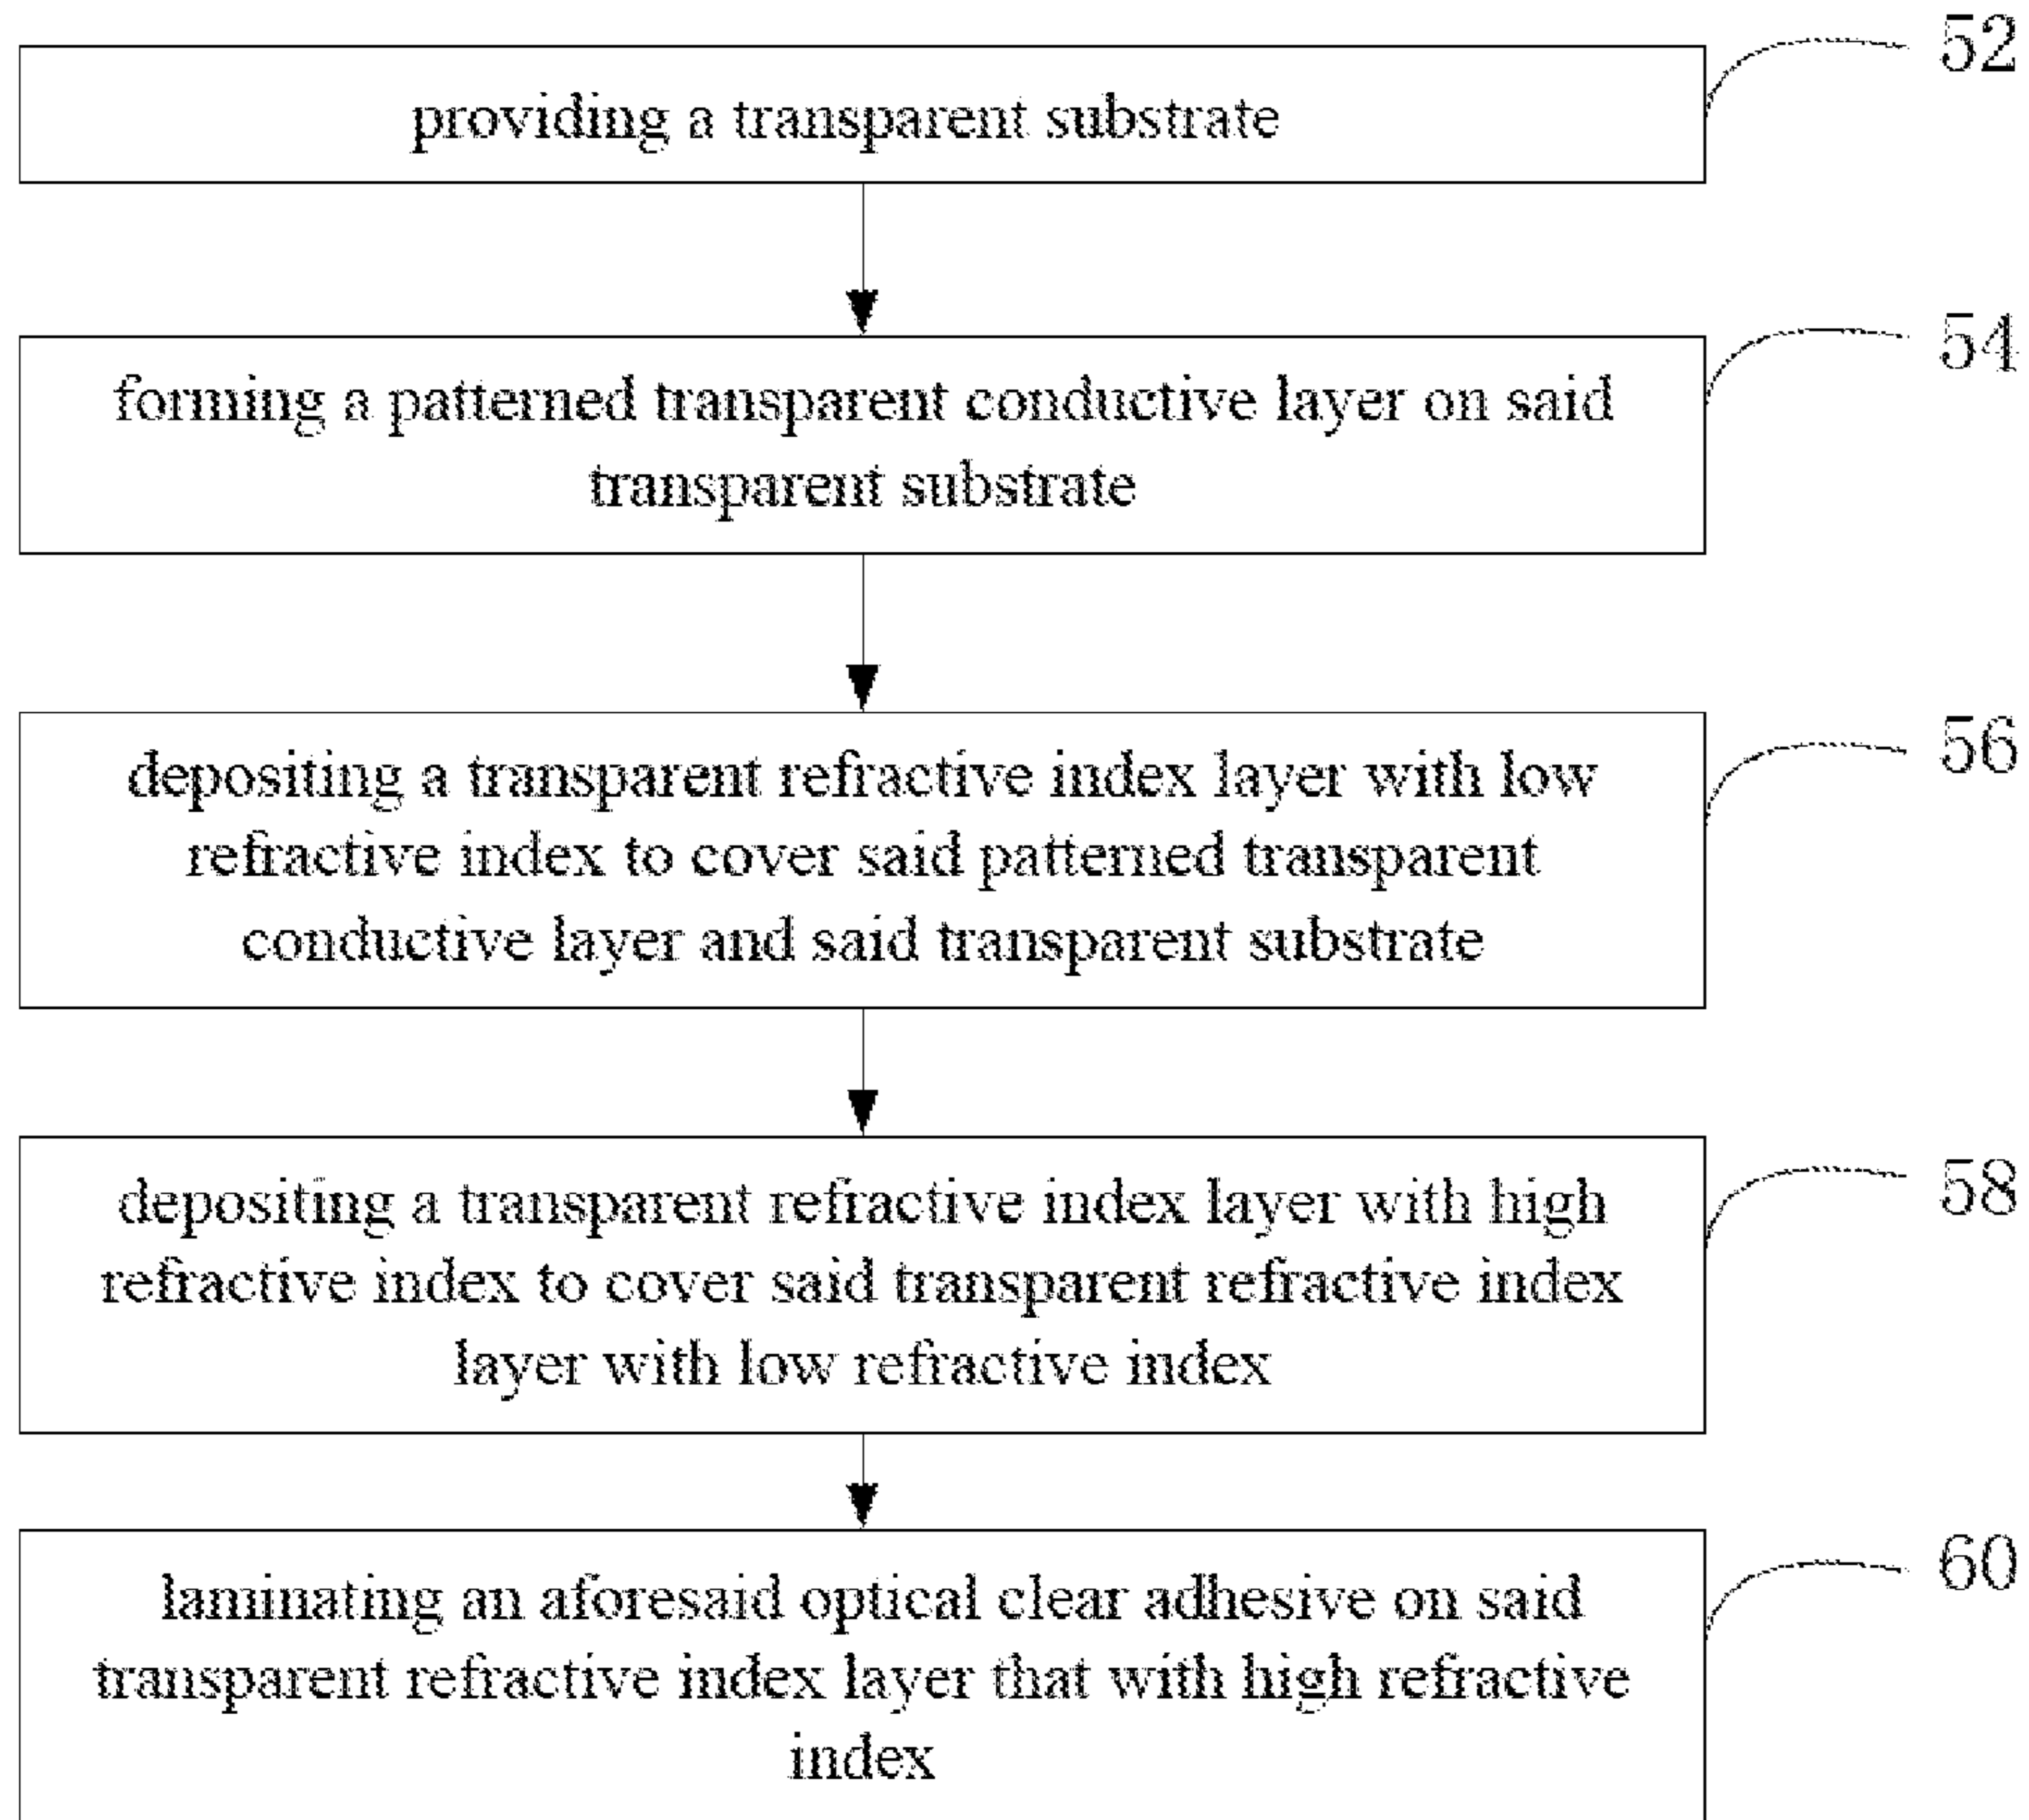 52
providing a transparent substrate
54
forming a patterned transparent conductive layer on said
transparent substrate
56
depositing a transparent refractive index layer with low
refractive index to cover said patterned transparent
conductive layer and said transparent substrate
58
depositing a transparent refractive index layer with high
refractive index to cover said transparent refractive index
layer with low refractive index
60
laminating an aforesaid optical clear adhesive on said
transparent refractive index layer that with high refractive
index